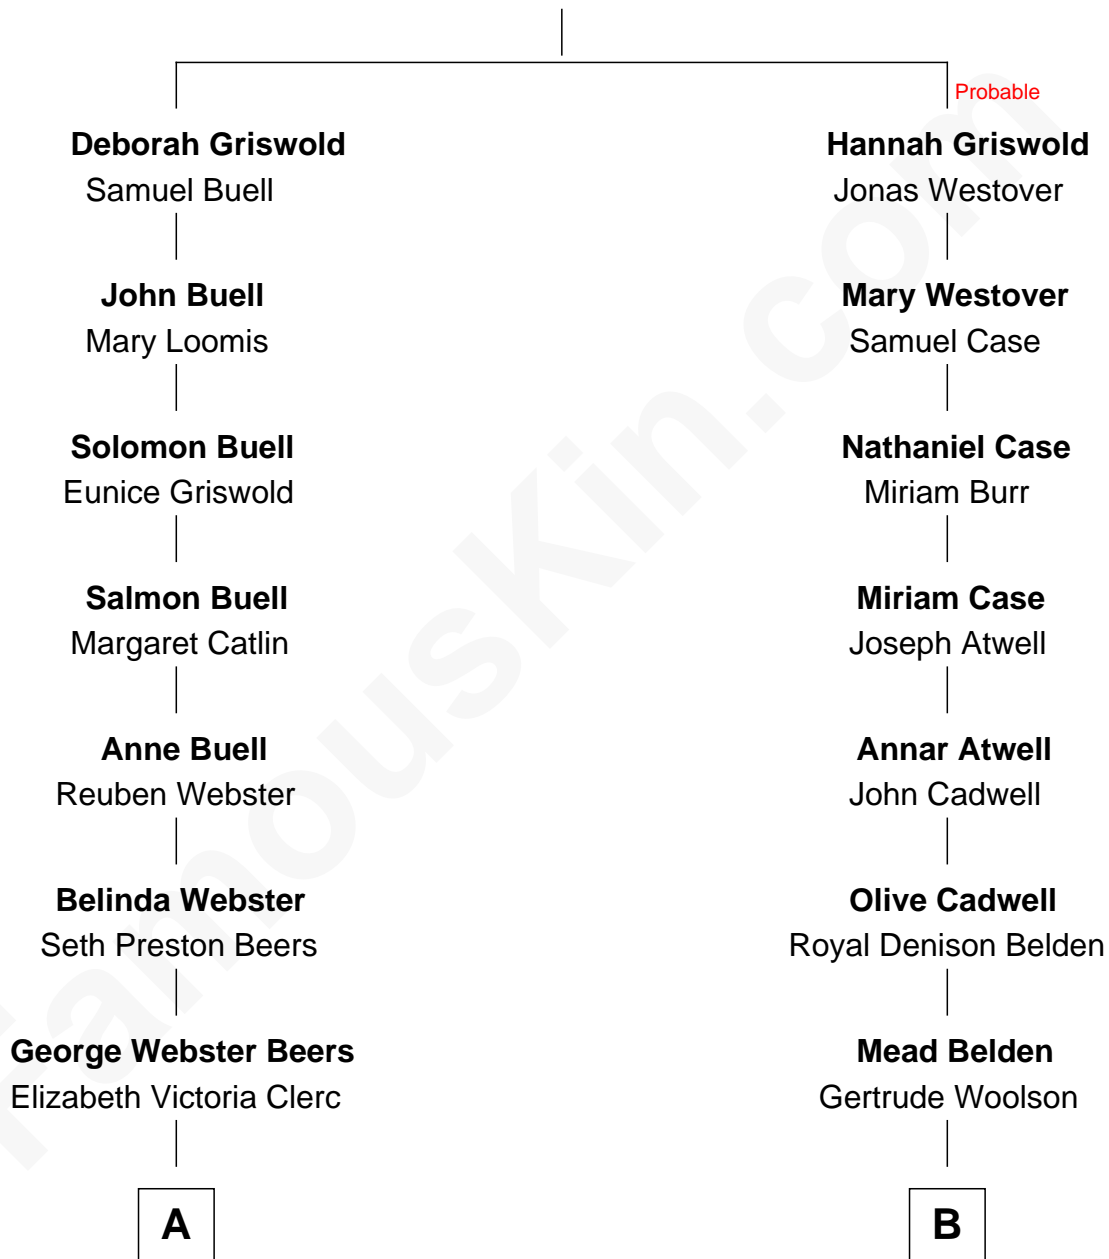 Probable
Deborah Griswold
Samuel Buell
Hannah Griswold
Jonas Westover
John Buell
Mary Loomis
Mary Westover
Samuel Case
Solomon Buell
Eunice Griswold
Nathaniel Case
Miriam Burr
Salmon Buell
Margaret Catlin
Miriam Case
Joseph Atwell
Anne Buell
Reuben Webster
Annar Atwell
John Cadwell
Belinda Webster
Seth Preston Beers
Olive Cadwell
Royal Denison Belden
George Webster Beers
Elizabeth Victoria Clerc
Mead Belden
Gertrude Woolson
A
B
FamousKin.com